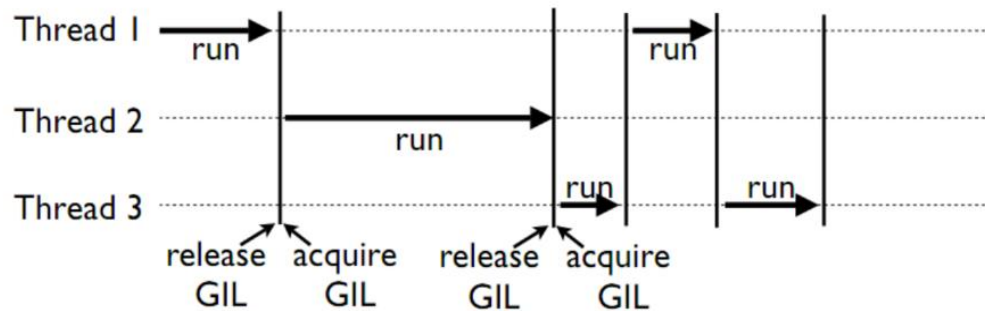 Thread 1
run
run
Thread 2
run
Thread 3
run
run
release GIL
acquire GIL
release GIL
acquire GIL